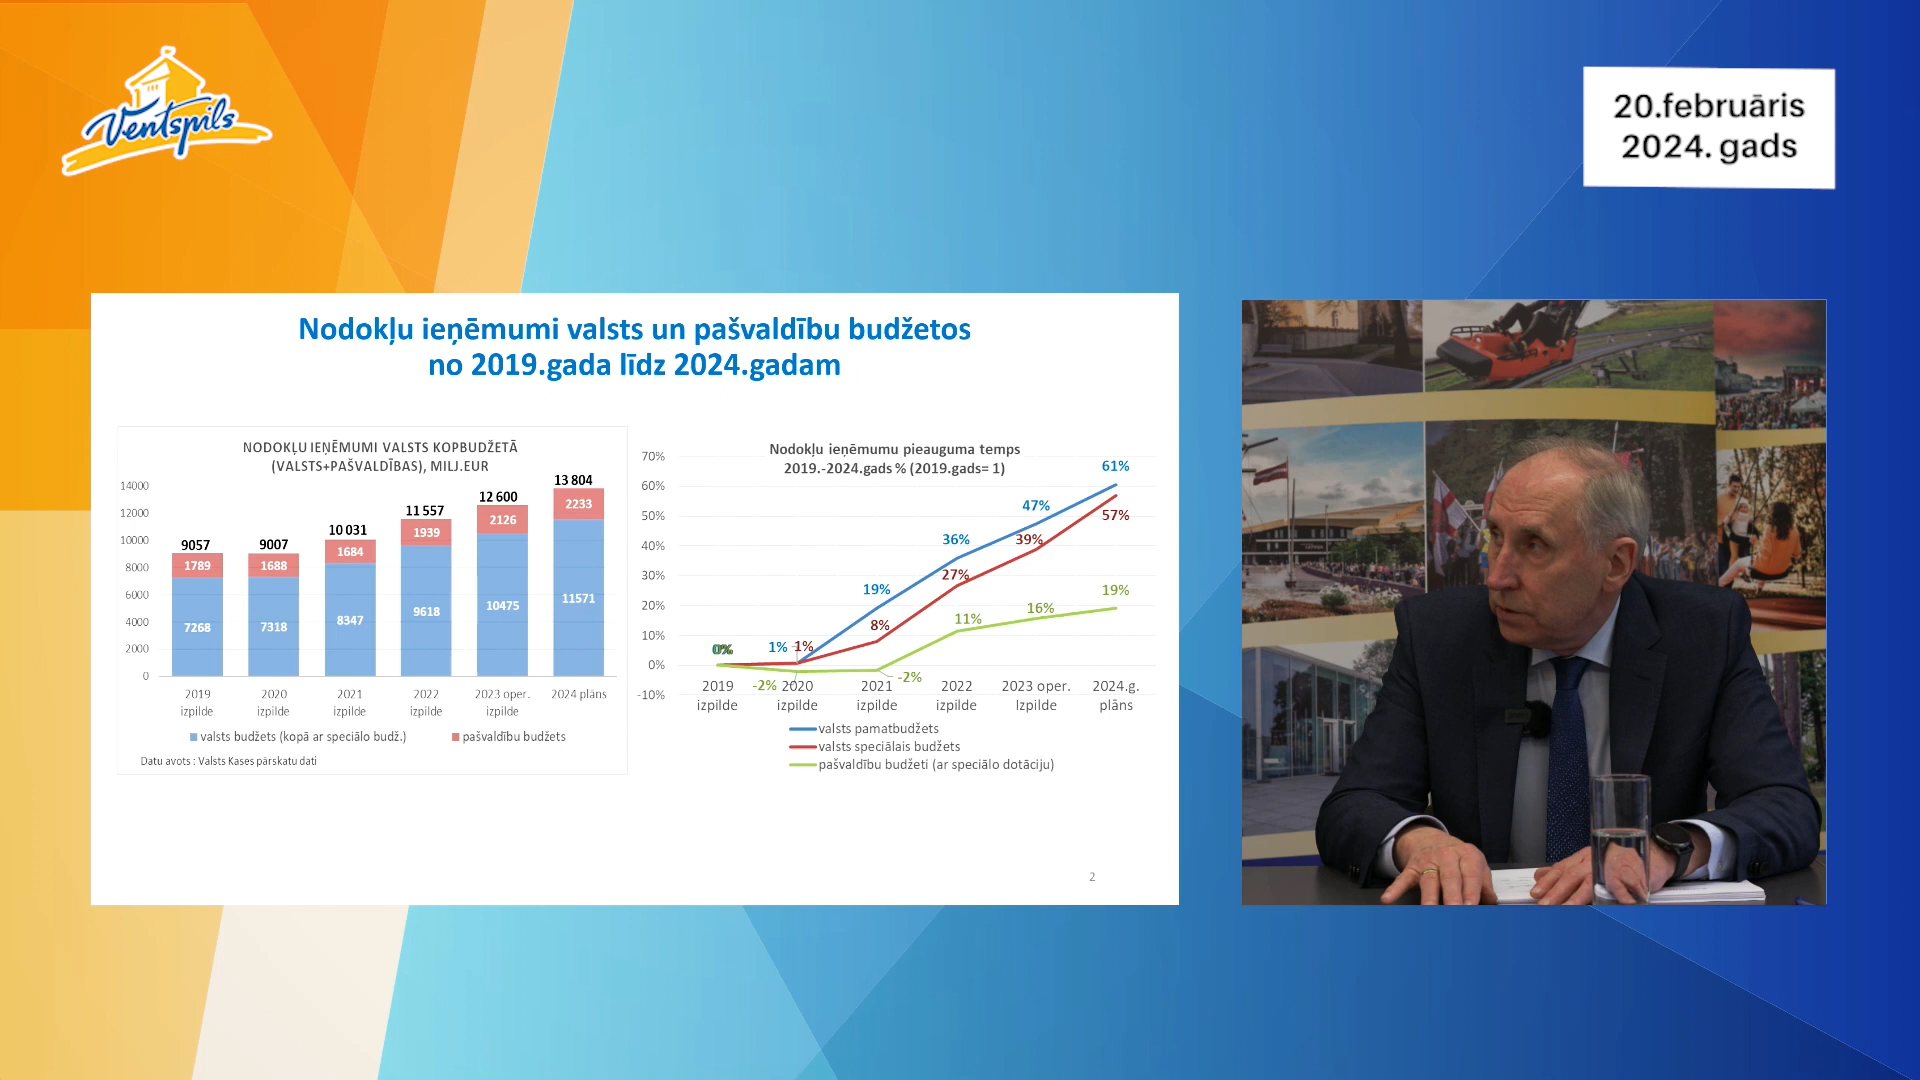 Ventspils
20.februāris
2024. gads
Nodokļu ieņēmumi valsts un pašvaldību budžetos
no 2019.gada līdz 2024.gadam
NODOKĻU IEŅĒMUMI VALSTS KOPBUDŽETĀ
(VALSTS+PAŠVALDĪBAS), MILJ.EUR
14000
12000
10000
8000
6000
4000
2000
0
9057
9007
10 031
11 557
12 600
13 804
1789
1688
1684
1939
2126
2233
7268
7318
8347
9618
10475
11571
2019 2020 2021 2022 2023 oper. 2024 plāns
izpilde izpilde izpilde izpilde izpilde
valsts budžets (kopā ar speciālo budž.) pašvaldību budžets
Datu avots : Valsts Kases pārskatu dati
Nodokļu ieņēmumu pieauguma temps
2019.-2024.gads % (2019.gads= 1)
70%
60%
50%
40%
30%
20%
10%
0%
-10%
61%
47%
57%
36%
39%
27%
19%
19%
16%
11%
8%
0%
1% 1%
-2%
-2%
2019 2020 2021 2022 2023 oper. 2024.g.
izpilde izpilde izpilde izpilde Izpilde plāns
valsts pamatbudžets
valsts speciālais budžets
pašvaldību budžeti (ar speciālo dotāciju)
2